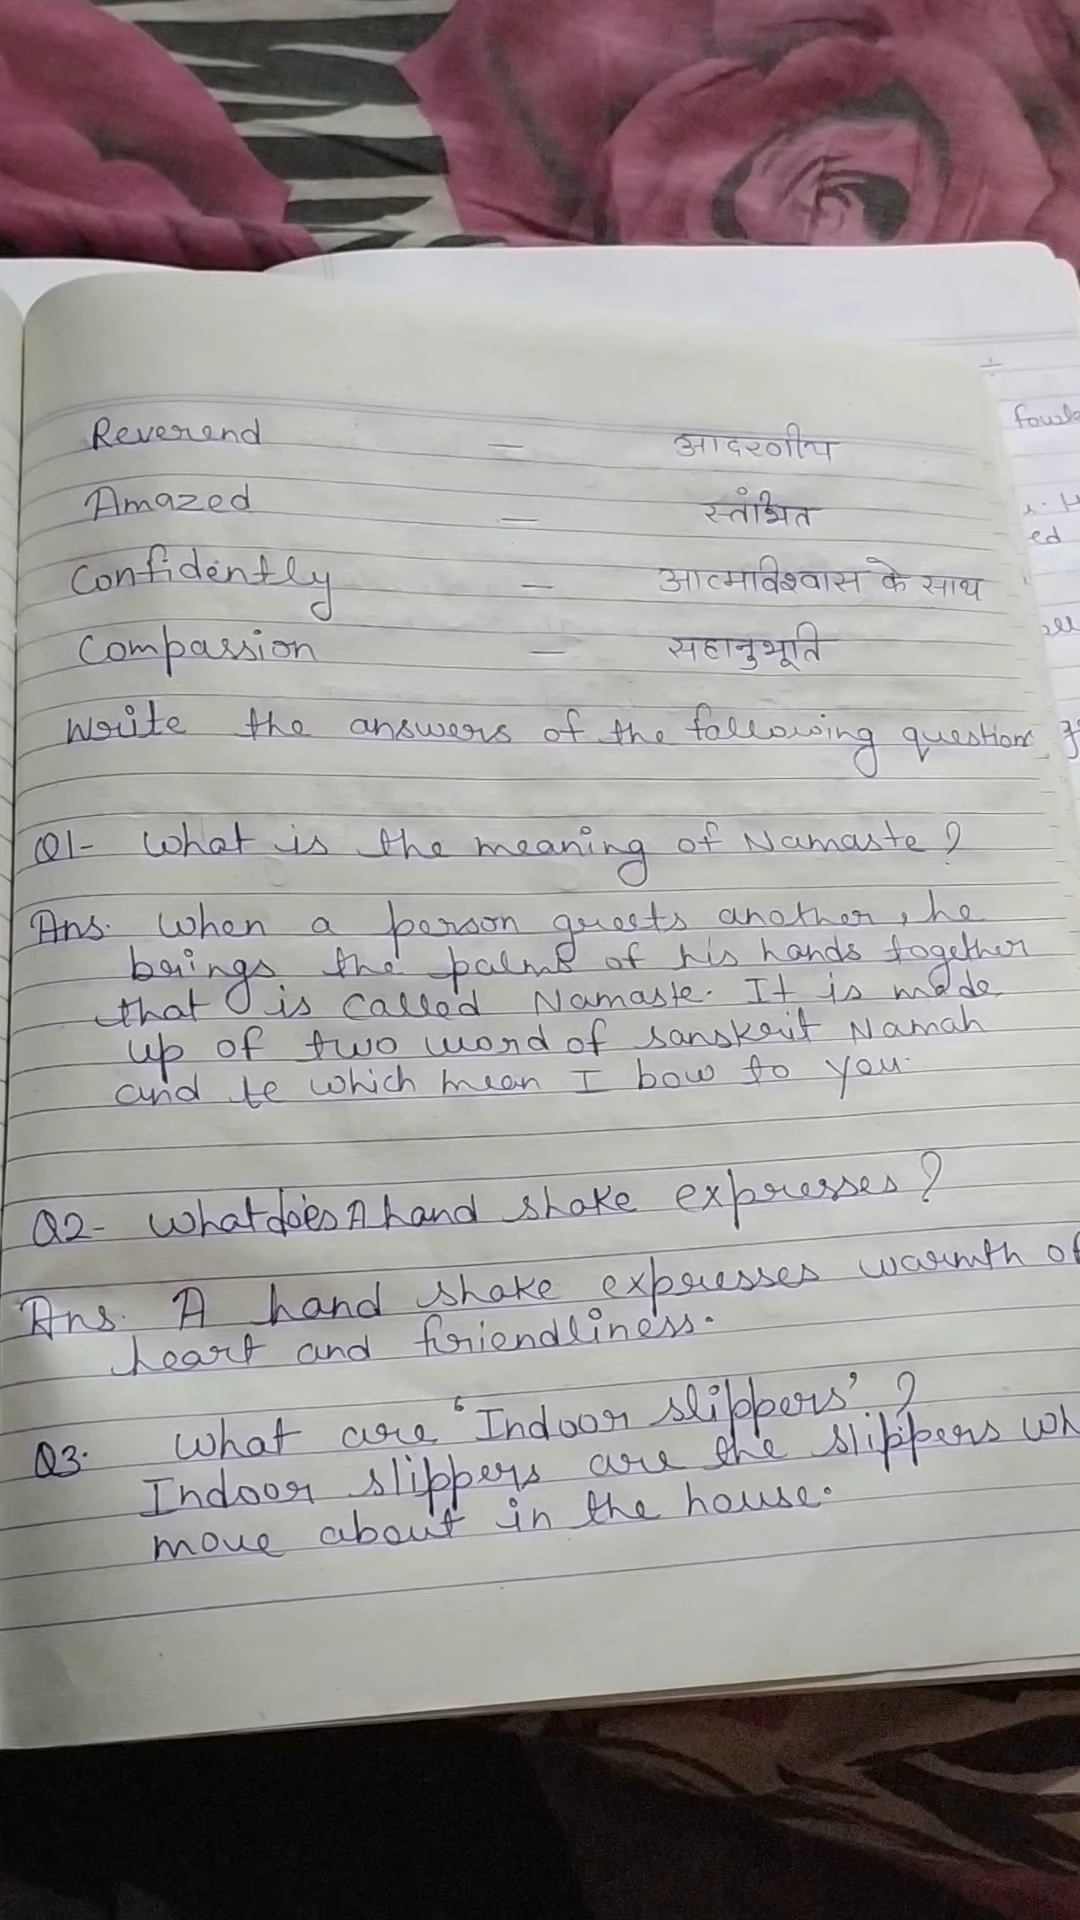 Reverend - आदरणीय
Amazed - स्तंभित
Confidently - आत्मविश्वास के साथ
Compassion - सहानुभूति
Write the answers of the following question
Q1- What is the meaning of Namaste?
Ans. When a person greets another, he
brings the palms of his hands together
that is called Namaste. It is made
up of two word of sanskrit Namah
and te which mean I bow to you.
Q2- What does A hand shake expresses?
Ans. A hand shake expresses warmth of
heart and friendliness.
Q3. What are 'Indoor slippers'?
Indoor slippers are the slippers wh
move about in the house.
ed